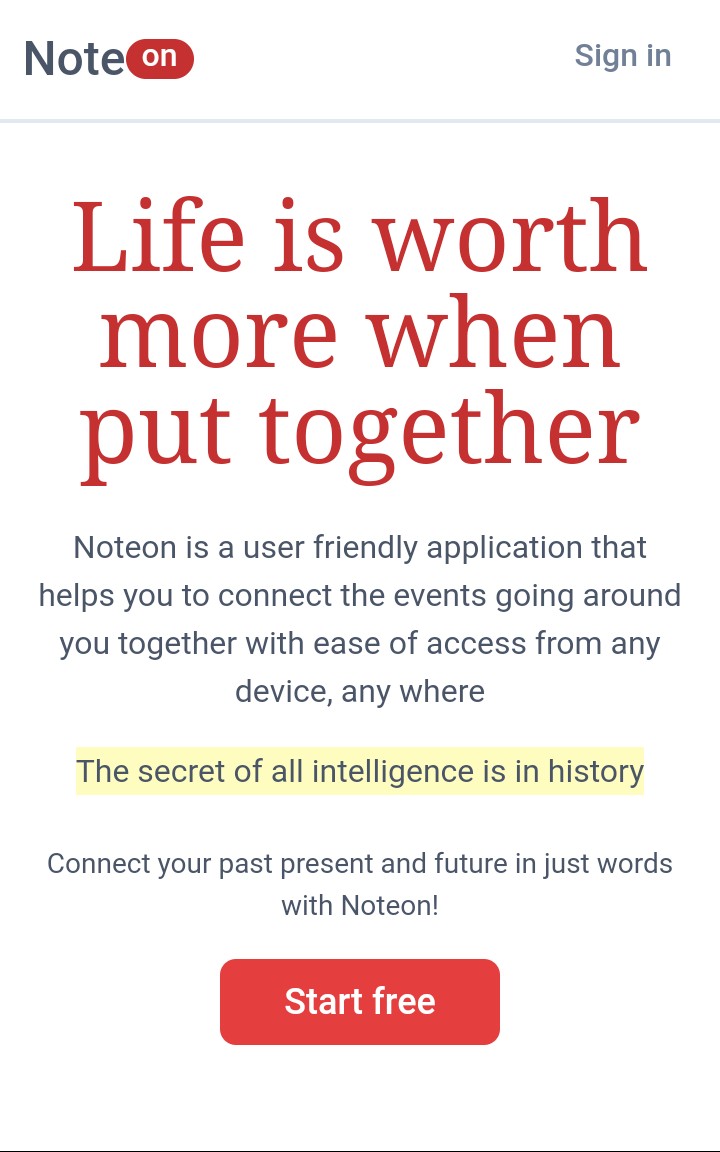 Noteon
Sign in
Life is worth
more when
put together
Noteon is a user friendly application that
helps you to connect the events going around
you together with ease of access from any
device, any where
The secret of all intelligence is in history
Connect your past present and future in just words
with Noteon!
Start free